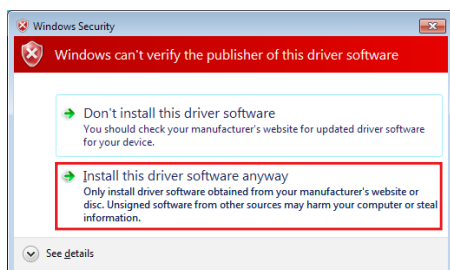 Windows Security
Windows can't verify the publisher of this driver software
Don't install this driver software
You should check your manufacturer's website for updated driver software
for your device.
Install this driver software anyway
Only install driver software obtained from your manufacturer's website or
disc. Unsigned software from other sources may harm your computer or steal
information.
See details